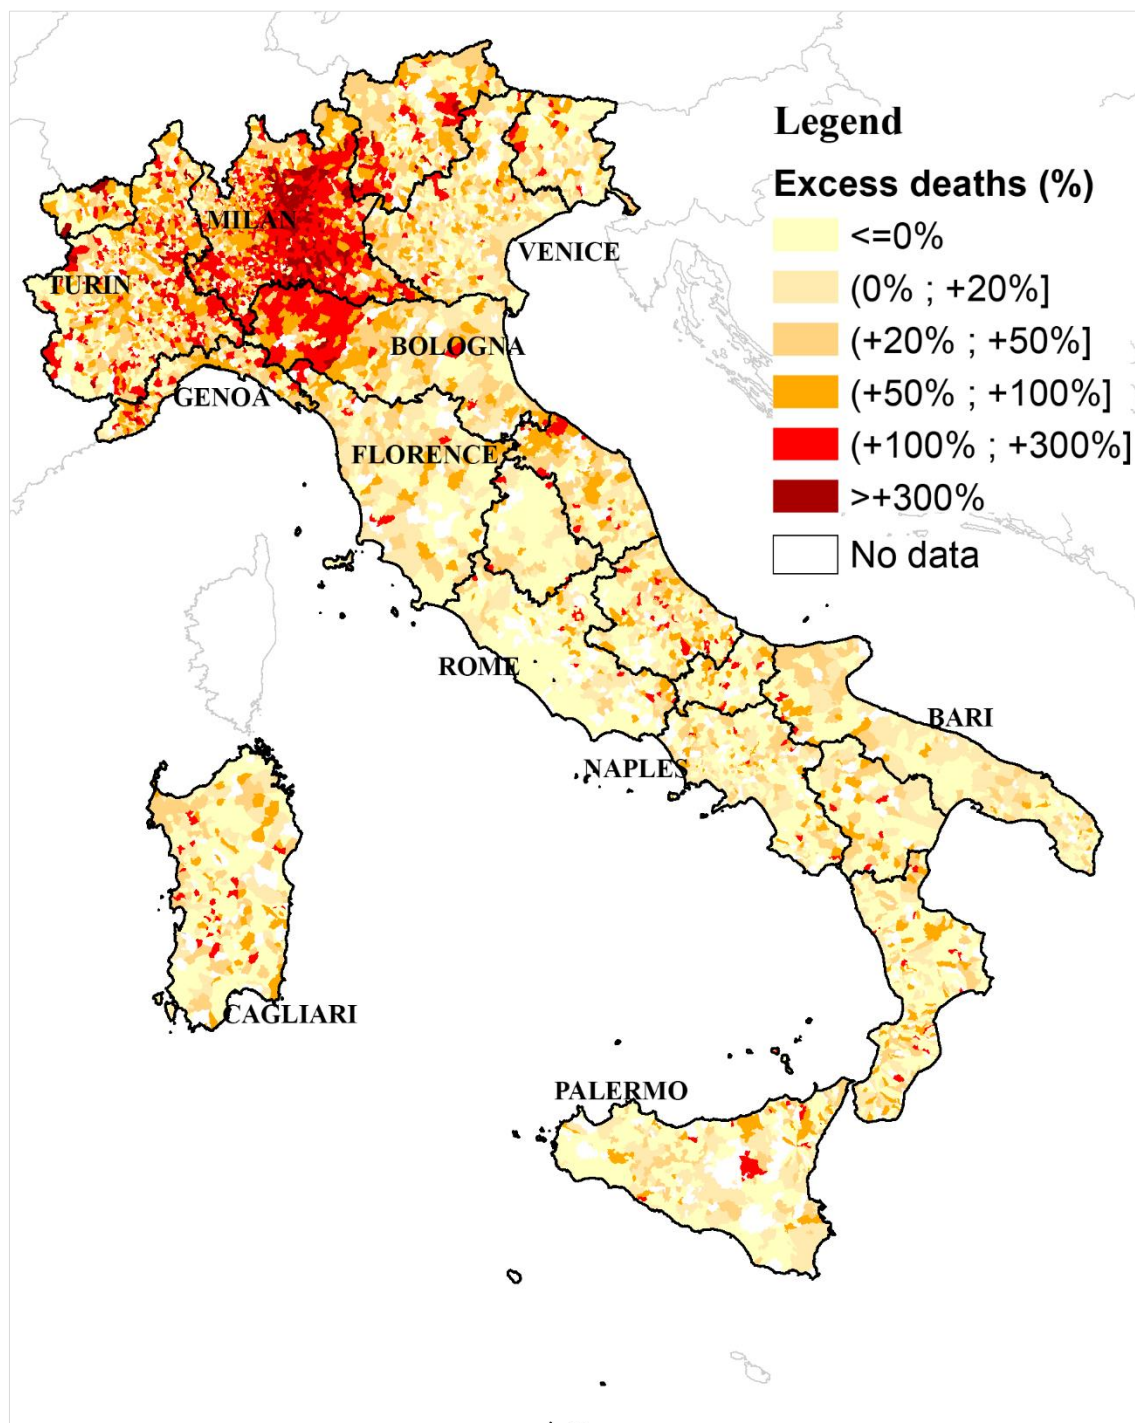 Legend
Excess deaths (%)
<=0%
(0% ; +20%]
(+20% ; +50%]
(+50% ; +100%]
(+100% ; +300%]
>+300%
No data
MILAN
VENICE
TURIN
BOLOGNA
GENOA
FLORENCE
ROME
BARI
NAPLES
CAGLIARI
PALERMO